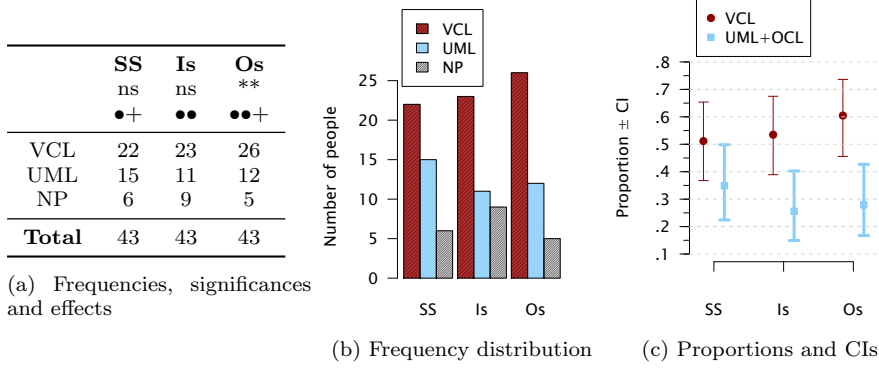 SS Is Os
ns ns **
●+ ●● ●●+
VCL 22 23 26
UML 15 11 12
NP 6 9 5
Total 43 43 43
(a) Frequencies, significances
and effects
VCL
UML
NP
Number of people
25
20
15
10
5
0
SS Is Os
(b) Frequency distribution
VCL
UML+OCL
Proportion ± CI
.8
.7
.6
.5
.4
.3
.2
.1
SS Is Os
(c) Proportions and CIs